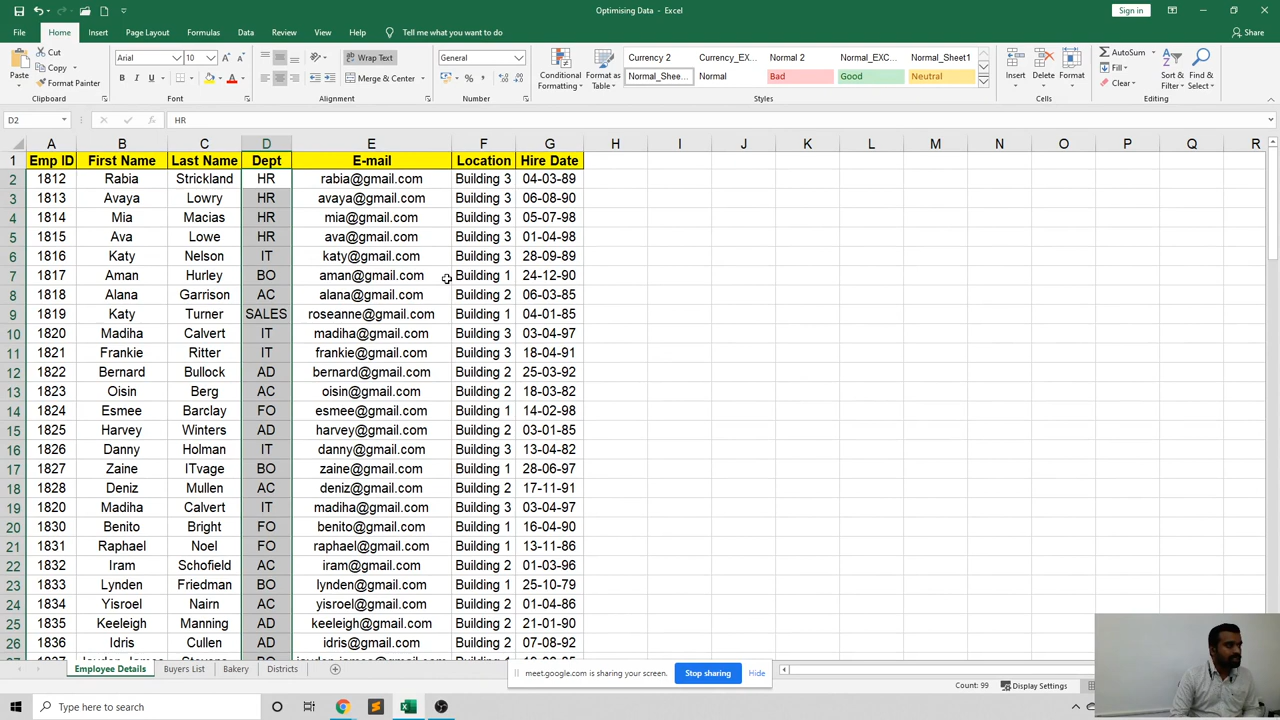 Optimising Data - Excel
Sign in
File Home Insert Page Layout Formulas Data Review View Help Tell me what you want to do Share
Cut
Copy
Format Painter
Paste
Clipboard
Arial 10
B I U
Font
Wrap Text
Merge & Center
Alignment
General
%
Number
Conditional Formatting
Format as Table
Currency 2 Currency_EX... Normal 2 Normal_EXC... Normal_Sheet1
Normal_Shee... Normal Bad Good Neutral
Styles
Insert Delete Format
Cells
AutoSum
Fill
Clear
Sort & Filter
Find & Select
Editing
D2 HR
A B C D E F G H I J K L M N O P Q R
1 Emp ID First Name Last Name Dept E-mail Location Hire Date
2 1812 Rabia Strickland HR rabia@gmail.com Building 3 04-03-89
3 1813 Avaya Lowry HR avaya@gmail.com Building 3 06-08-90
4 1814 Mia Macias HR mia@gmail.com Building 3 05-07-98
5 1815 Ava Lowe HR ava@gmail.com Building 3 01-04-98
6 1816 Katy Nelson IT katy@gmail.com Building 3 28-09-89
7 1817 Aman Hurley BO aman@gmail.com Building 1 24-12-90
8 1818 Alana Garrison AC alana@gmail.com Building 2 06-03-85
9 1819 Katy Turner SALES roseanne@gmail.com Building 1 04-01-85
10 1820 Madiha Calvert IT madiha@gmail.com Building 3 03-04-97
11 1821 Frankie Ritter IT frankie@gmail.com Building 3 18-04-91
12 1822 Bernard Bullock AD bernard@gmail.com Building 2 25-03-92
13 1823 Oisin Berg AC oisin@gmail.com Building 2 18-03-82
14 1824 Esmee Barclay FO esmee@gmail.com Building 1 14-02-98
15 1825 Harvey Winters AD harvey@gmail.com Building 2 03-01-85
16 1826 Danny Holman IT danny@gmail.com Building 3 13-04-82
17 1827 Zaine ITvage BO zaine@gmail.com Building 1 28-06-97
18 1828 Deniz Mullen AC deniz@gmail.com Building 2 17-11-91
19 1820 Madiha Calvert IT madiha@gmail.com Building 3 03-04-97
20 1830 Benito Bright FO benito@gmail.com Building 1 16-04-90
21 1831 Raphael Noel FO raphael@gmail.com Building 1 13-11-86
22 1832 Iram Schofield AC iram@gmail.com Building 2 01-03-96
23 1833 Lynden Friedman BO lynden@gmail.com Building 1 25-10-79
24 1834 Yisroel Nairn AC yisroel@gmail.com Building 2 01-04-86
25 1835 Keeleigh Manning AD keeleigh@gmail.com Building 2 21-01-90
26 1836 Idris Cullen AD idris@gmail.com Building 2 07-08-92
Employee Details Buyers List Bakery Districts
meet.google.com is sharing your screen. Stop sharing Hide
Count: 99 Display Settings
Type here to search